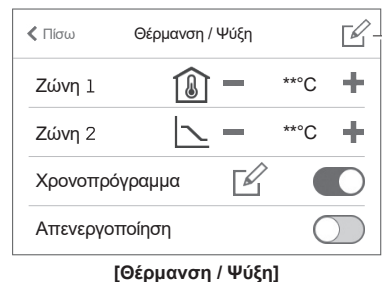 Πίσω Θέρμανση / Ψύξη
Ζώνη 1 **°C
Ζώνη 2 **°C
Χρονοπρόγραμμα
Απενεργοποίηση
[Θέρμανση / Ψύξη]